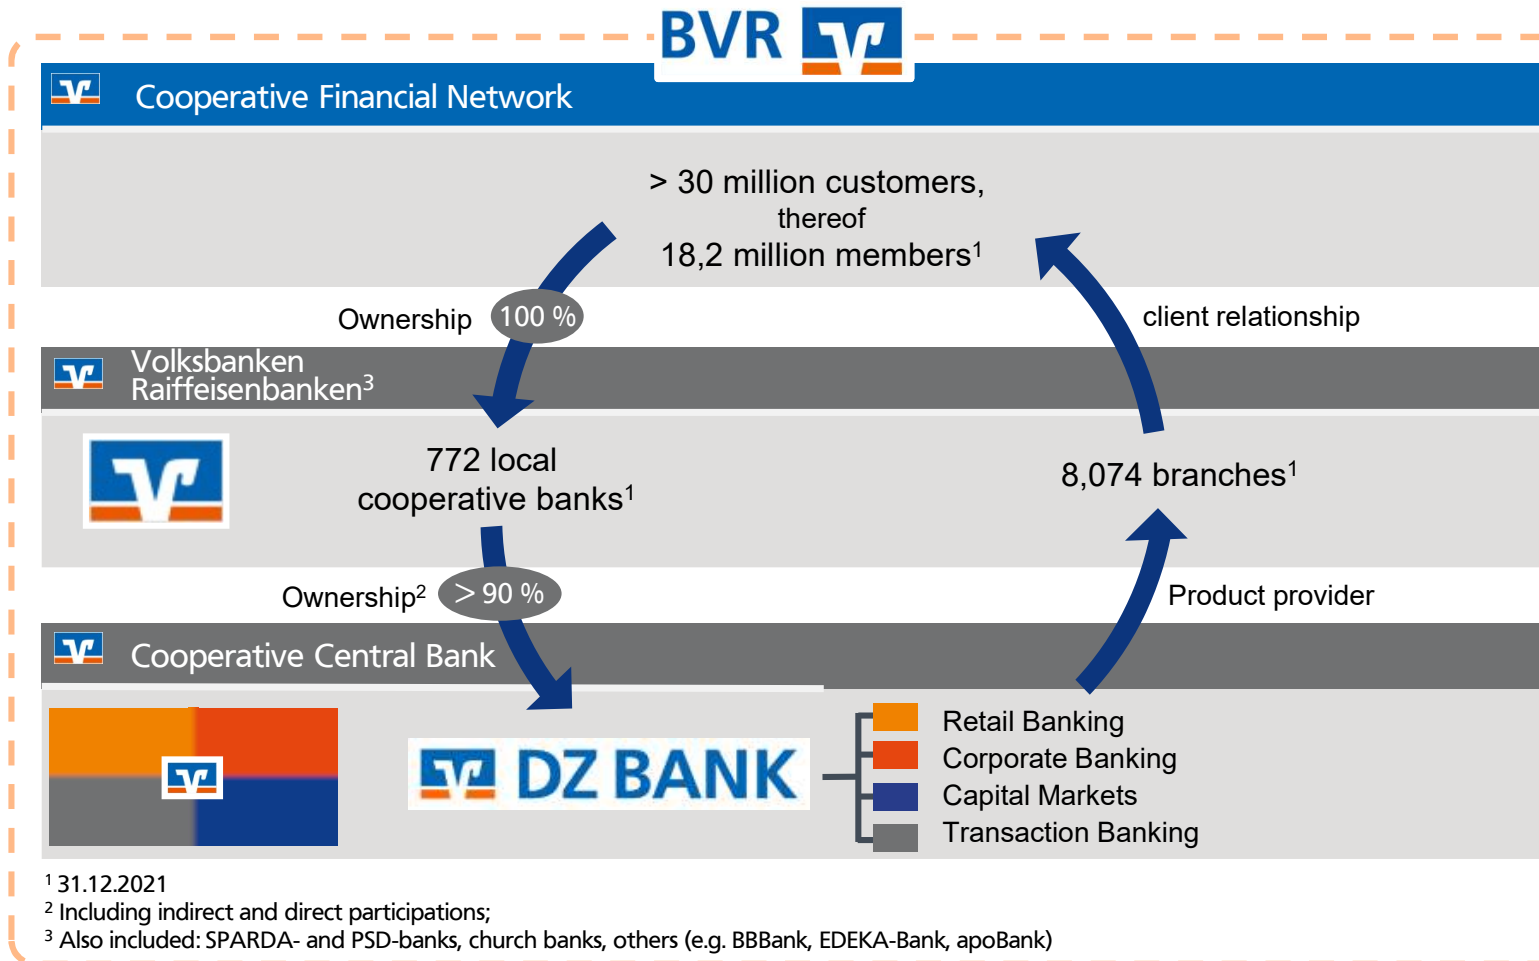 BVR
Cooperative Financial Network
> 30 million customers,
thereof
18,2 million members¹
Ownership 100 %
client relationship
Volksbanken
Raiffeisenbanken³
772 local
cooperative banks¹
8,074 branches¹
Ownership² > 90 %
Product provider
Cooperative Central Bank
DZ BANK
Retail Banking
Corporate Banking
Capital Markets
Transaction Banking
¹ 31.12.2021
² Including indirect and direct participations;
³ Also included: SPARDA- and PSD-banks, church banks, others (e.g. BBBank, EDEKA-Bank, apoBank)